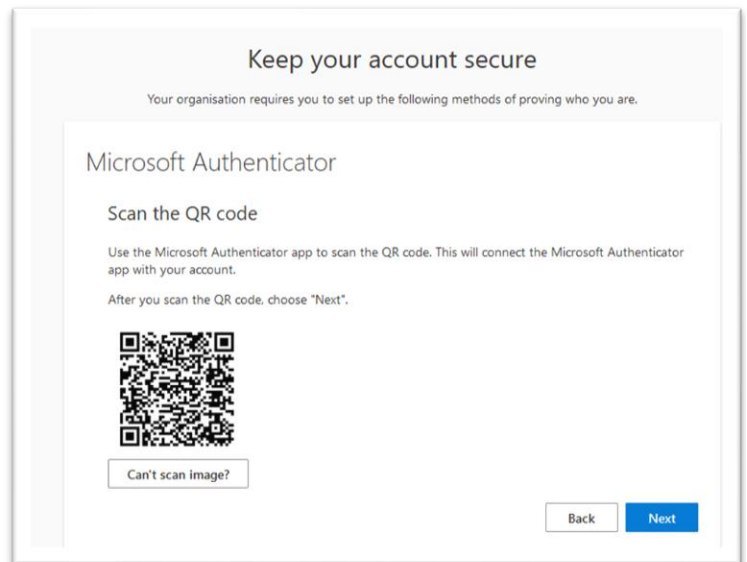 Keep your account secure
Your organisation requires you to set up the following methods of proving who you are.
Microsoft Authenticator
Scan the QR code
Use the Microsoft Authenticator app to scan the QR code. This will connect the Microsoft Authenticator
app with your account.
After you scan the QR code, choose "Next".
Can't scan image?
Back
Next